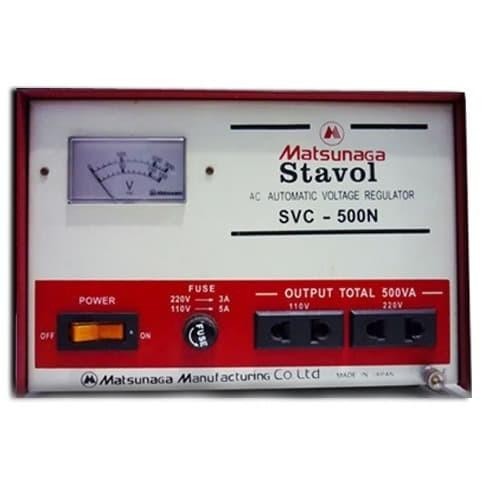 Matsunaga
Stavol
AC AUTOMATIC VOLTAGE REGULATOR
SVC - 500N
V
FUSE
220V → 3A
110V → 5A
POWER
OFF
ON
FUSE
OUTPUT TOTAL 500VA
110V
220V
Matsunaga Manufacturing Co Ltd
MADE IN JAPAN